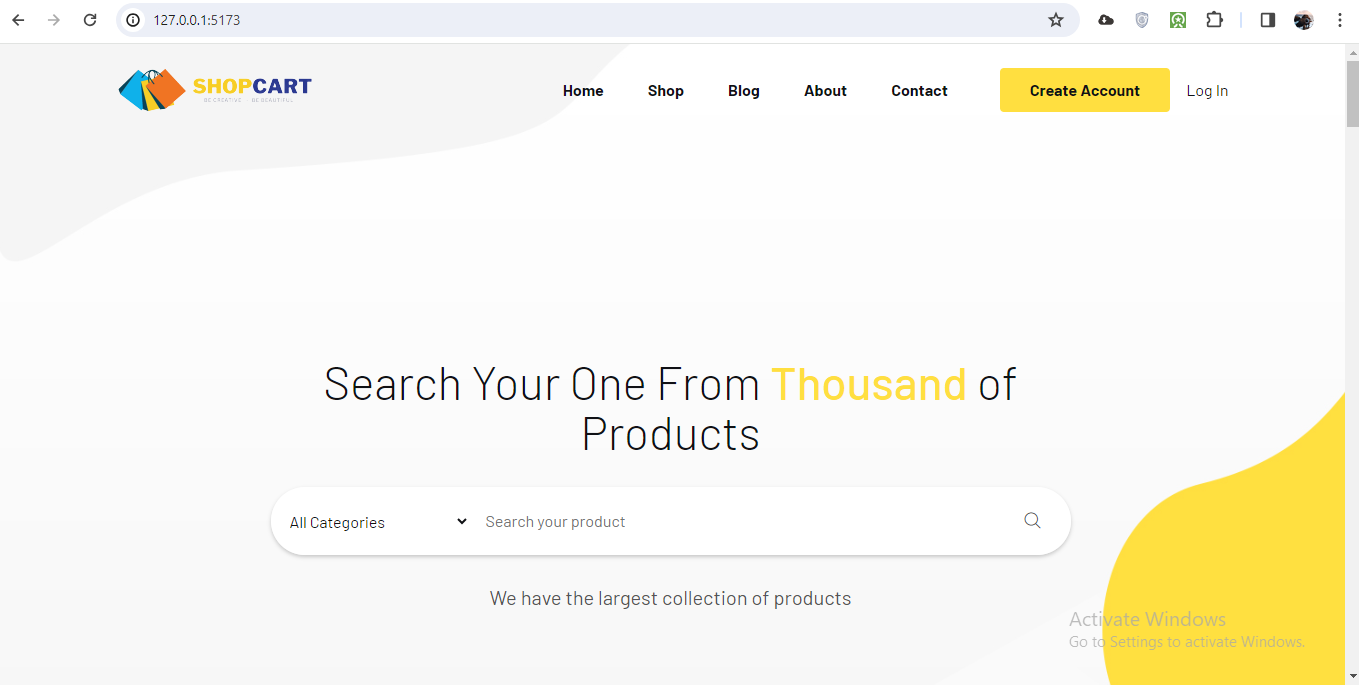 127.0.0.1:5173
SHOPCART
BE CREATIVE BE BEAUTIFUL
Home Shop Blog About Contact Create Account Log In
Search Your One From Thousand of
Products
All Categories Search your product
We have the largest collection of products
Activate Windows
Go to Settings to activate Windows.